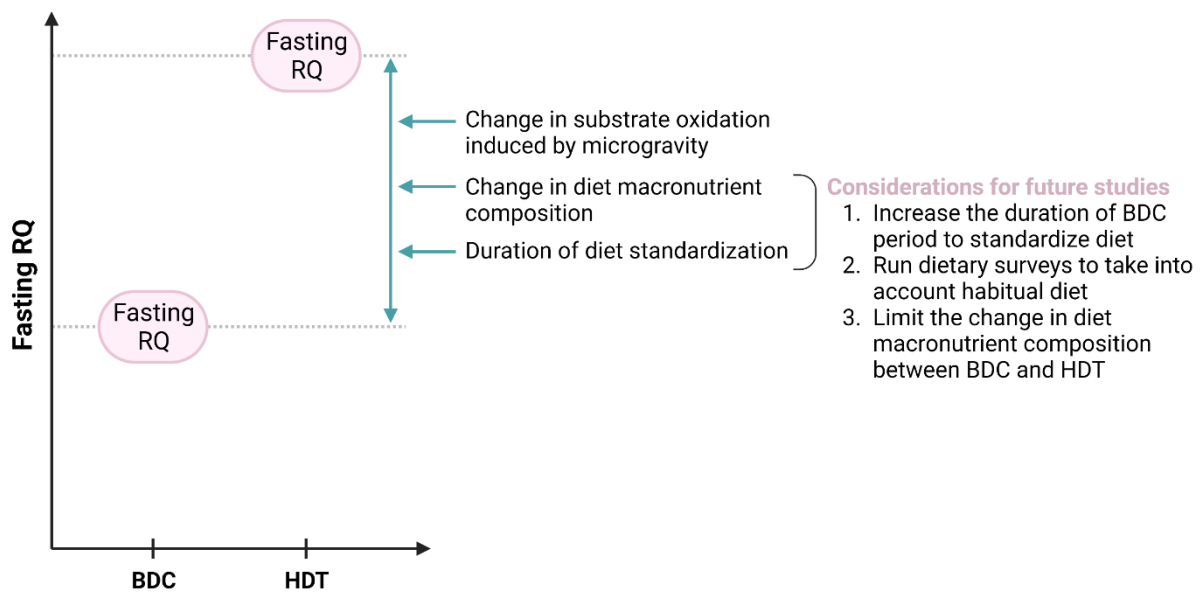 Fasting
RQ
Change in substrate oxidation
induced by microgravity
Change in diet macronutrient
composition
Duration of diet standardization
Considerations for future studies
1. Increase the duration of BDC
period to standardize diet
2. Run dietary surveys to take into
account habitual diet
3. Limit the change in diet
macronutrient composition
between BDC and HDT
Fasting RQ
Fasting
RQ
BDC
HDT